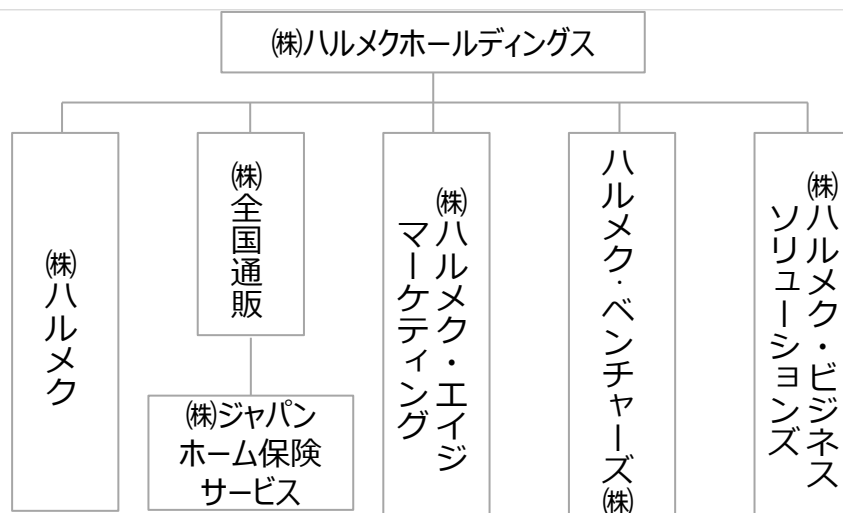 ㈱ハルメクホールディングス
㈱ハルメク
㈱全国通販
㈱ジャパン
ホーム保険
サービス
㈱ハルメク・エイジ
マーケティング
ハルメク・ベンチャーズ㈱
㈱ハルメク・ビジネス
ソリューションズ